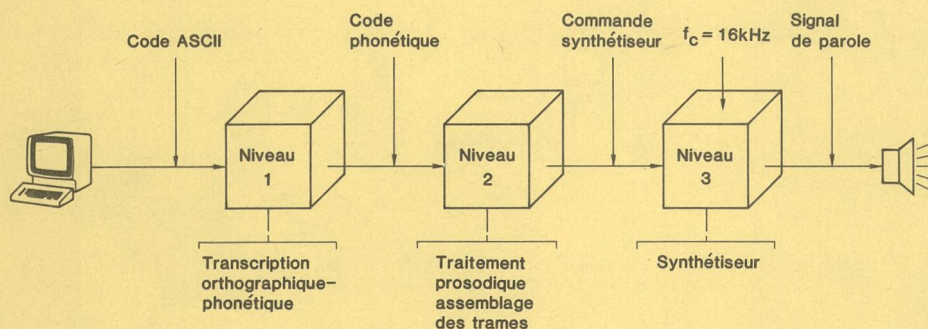 Code ASCII
Code
phonétique
Commande
synthétiseur
fc = 16kHz
Signal
de parole
Niveau
1
Niveau
2
Niveau
3
Transcription
orthographique-
phonétique
Traitement
prosodique
assemblage
des trames
Synthétiseur